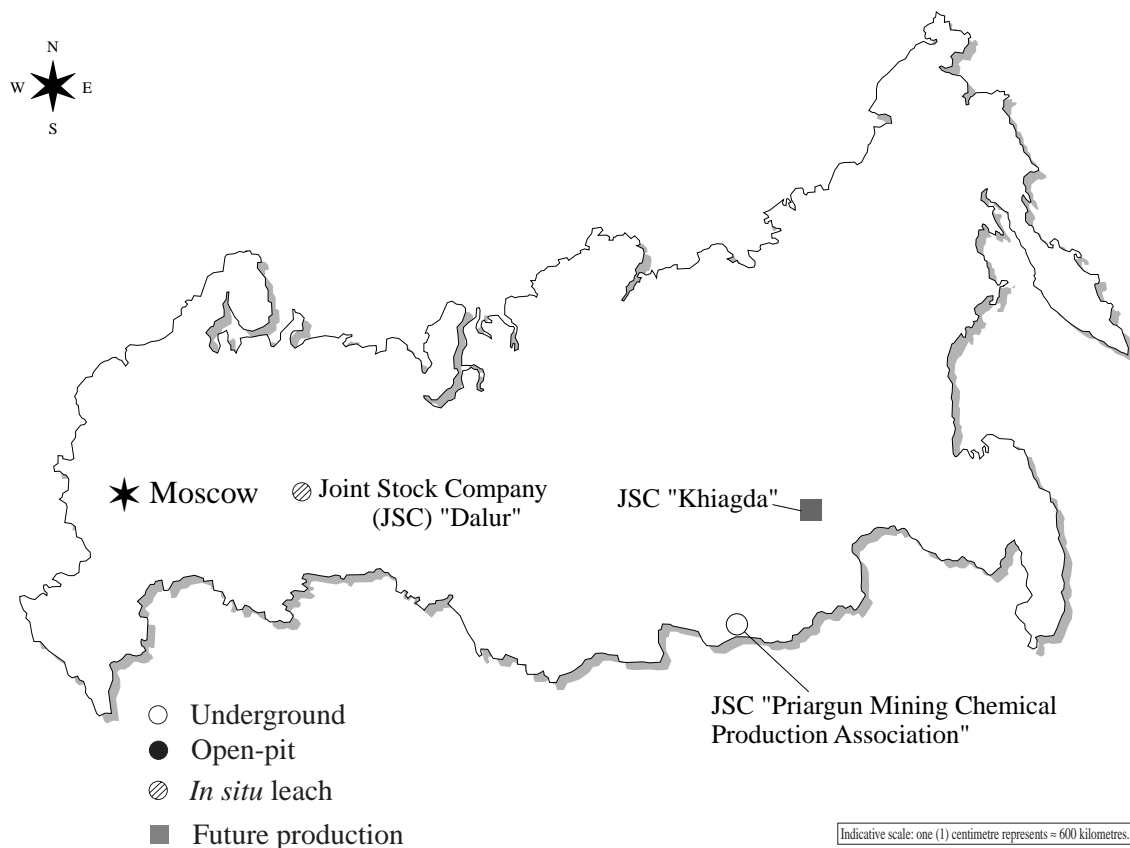 N
W E
S
Moscow
Joint Stock Company
(JSC) "Dalur"
JSC "Khiagda"
JSC "Priargun Mining Chemical
Production Association"
Underground
Open-pit
In situ leach
Future production
Indicative scale: one (1) centimetre represents ≈ 600 kilometres.